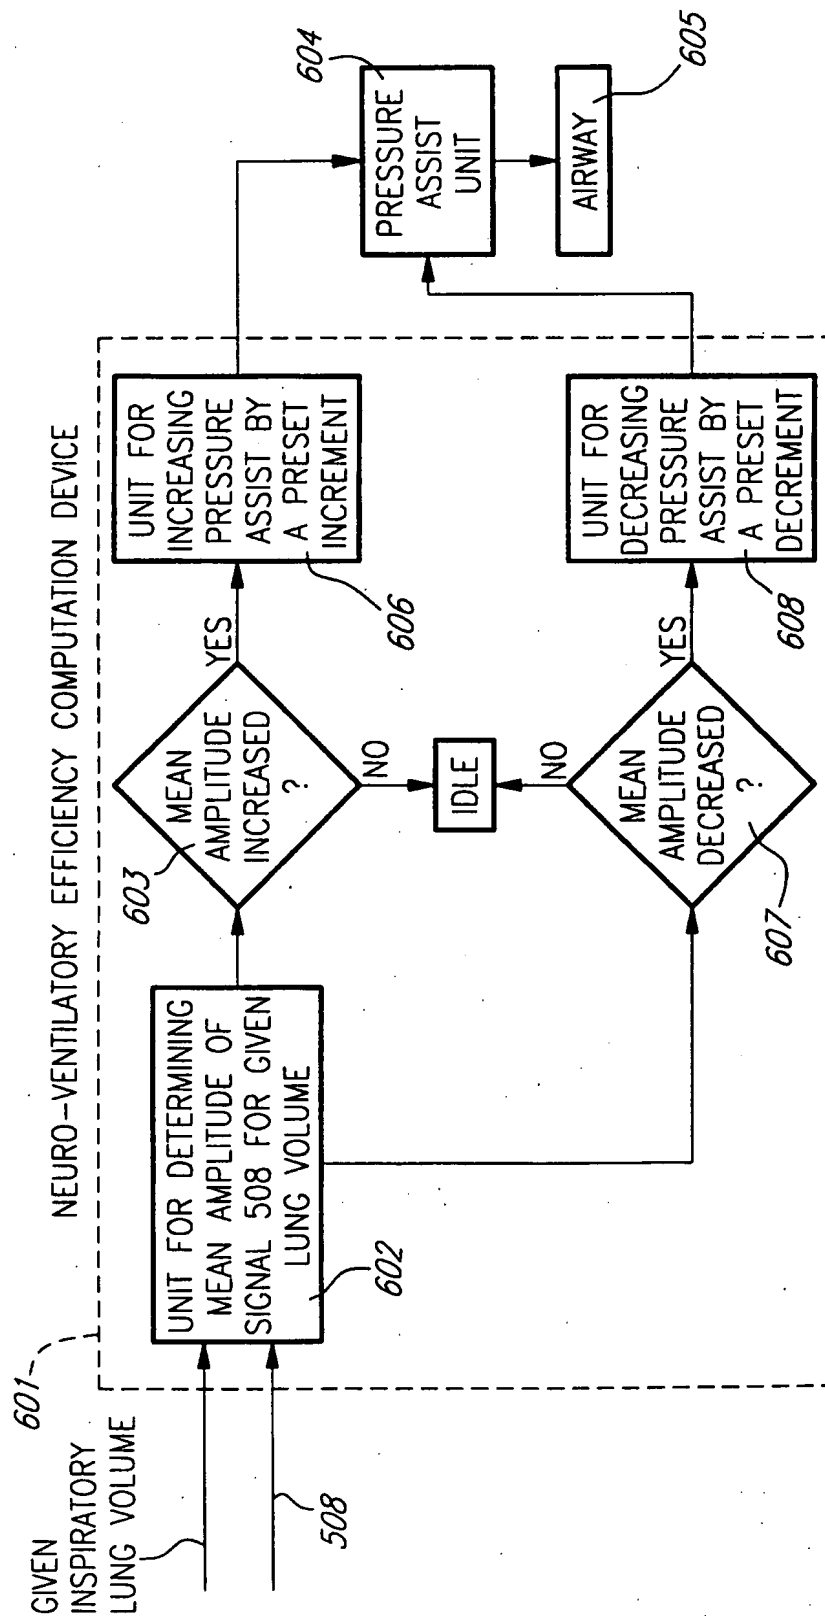 NEURO-VENTILATORY EFFICIENCY COMPUTATION DEVICE
601
GIVEN
INSPIRATORY
LUNG VOLUME
508
UNIT FOR DETERMINING
MEAN AMPLITUDE OF
SIGNAL 508 FOR GIVEN
LUNG VOLUME
602
603
MEAN
AMPLITUDE
INCREASED
?
YES
NO
UNIT FOR
INCREASING
PRESSURE
ASSIST BY
A PRESET
INCREMENT
606
IDLE
NO
MEAN
AMPLITUDE
DECREASED
?
607
YES
UNIT FOR
DECREASING
PRESSURE
ASSIST BY
A PRESET
DECREMENT
608
604
PRESSURE
ASSIST
UNIT
AIRWAY
605